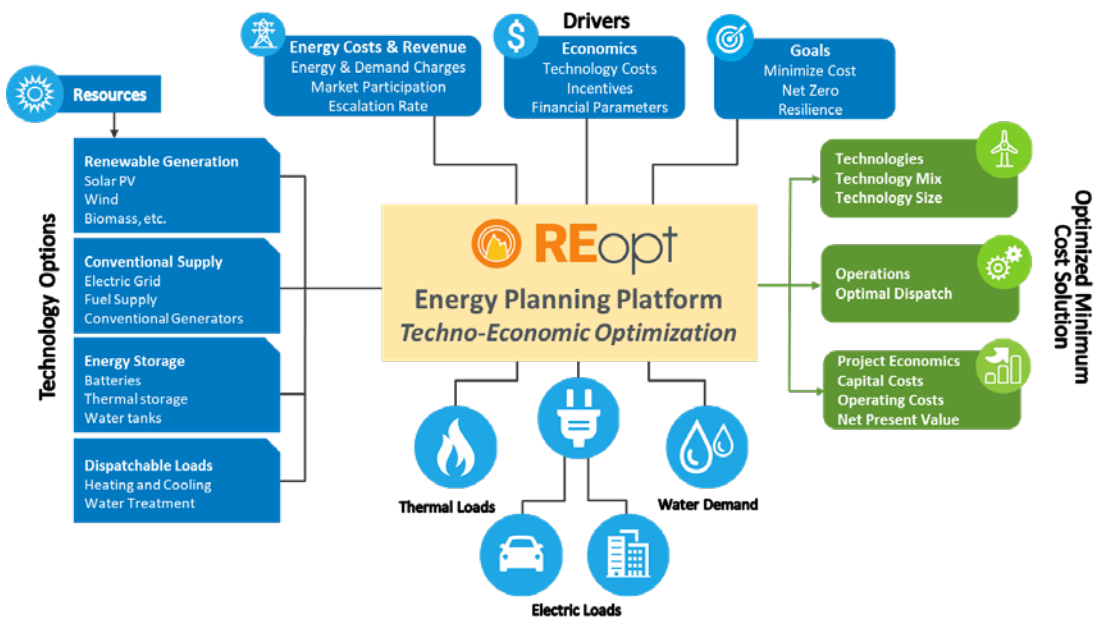 Drivers
Energy Costs & Revenue
Energy & Demand Charges
Market Participation
Escalation Rate
Economics
Technology Costs
Incentives
Financial Parameters
Goals
Minimize Cost
Net Zero
Resilience
Resources
Technology Options
Renewable Generation
Solar PV
Wind
Biomass, etc.
Conventional Supply
Electric Grid
Fuel Supply
Conventional Generators
Energy Storage
Batteries
Thermal storage
Water tanks
Dispatchable Loads
Heating and Cooling
Water Treatment
REopt
Energy Planning Platform
Techno-Economic Optimization
Thermal Loads
Water Demand
Electric Loads
Technologies
Technology Mix
Technology Size
Operations
Optimal Dispatch
Project Economics
Capital Costs
Operating Costs
Net Present Value
Optimized Minimum
Cost Solution